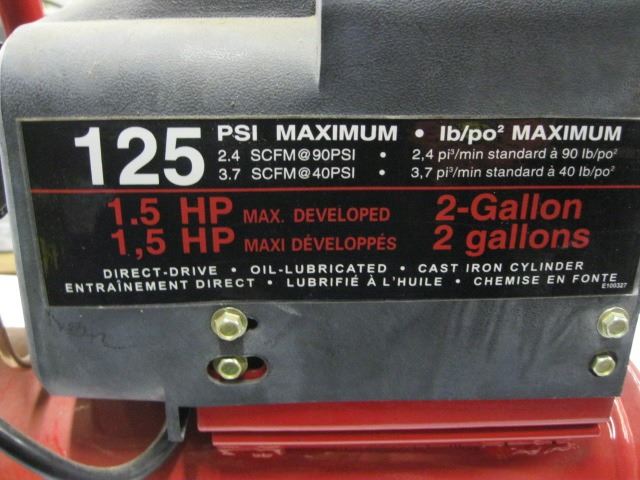 125 PSI MAXIMUM • lb/po² MAXIMUM
2.4 SCFM@90PSI • 2,4 pi³/min standard à 90 lb/po²
3.7 SCFM@40PSI • 3,7 pi³/min standard à 40 lb/po²
1.5 HP MAX. DEVELOPED 2-Gallon
1,5 HP MAXI DÉVELOPPÉS 2 gallons
DIRECT-DRIVE • OIL-LUBRICATED • CAST IRON CYLINDER
ENTRAÎNEMENT DIRECT • LUBRIFIÉ À L'HUILE • CHEMISE EN FONTE
E100327